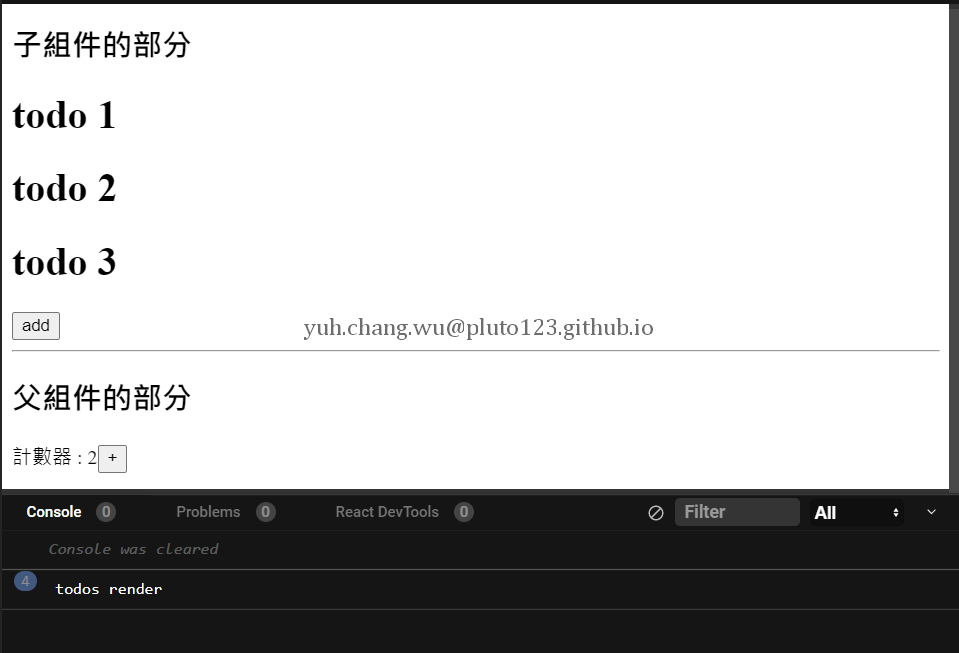 子組件的部分
todo 1
todo 2
todo 3
add
yuh.chang.wu@pluto123.github.io
父組件的部分
計數器 : 2 +
Console 0 Problems 0 React DevTools 0 Filter All
Console was cleared
4 todos render